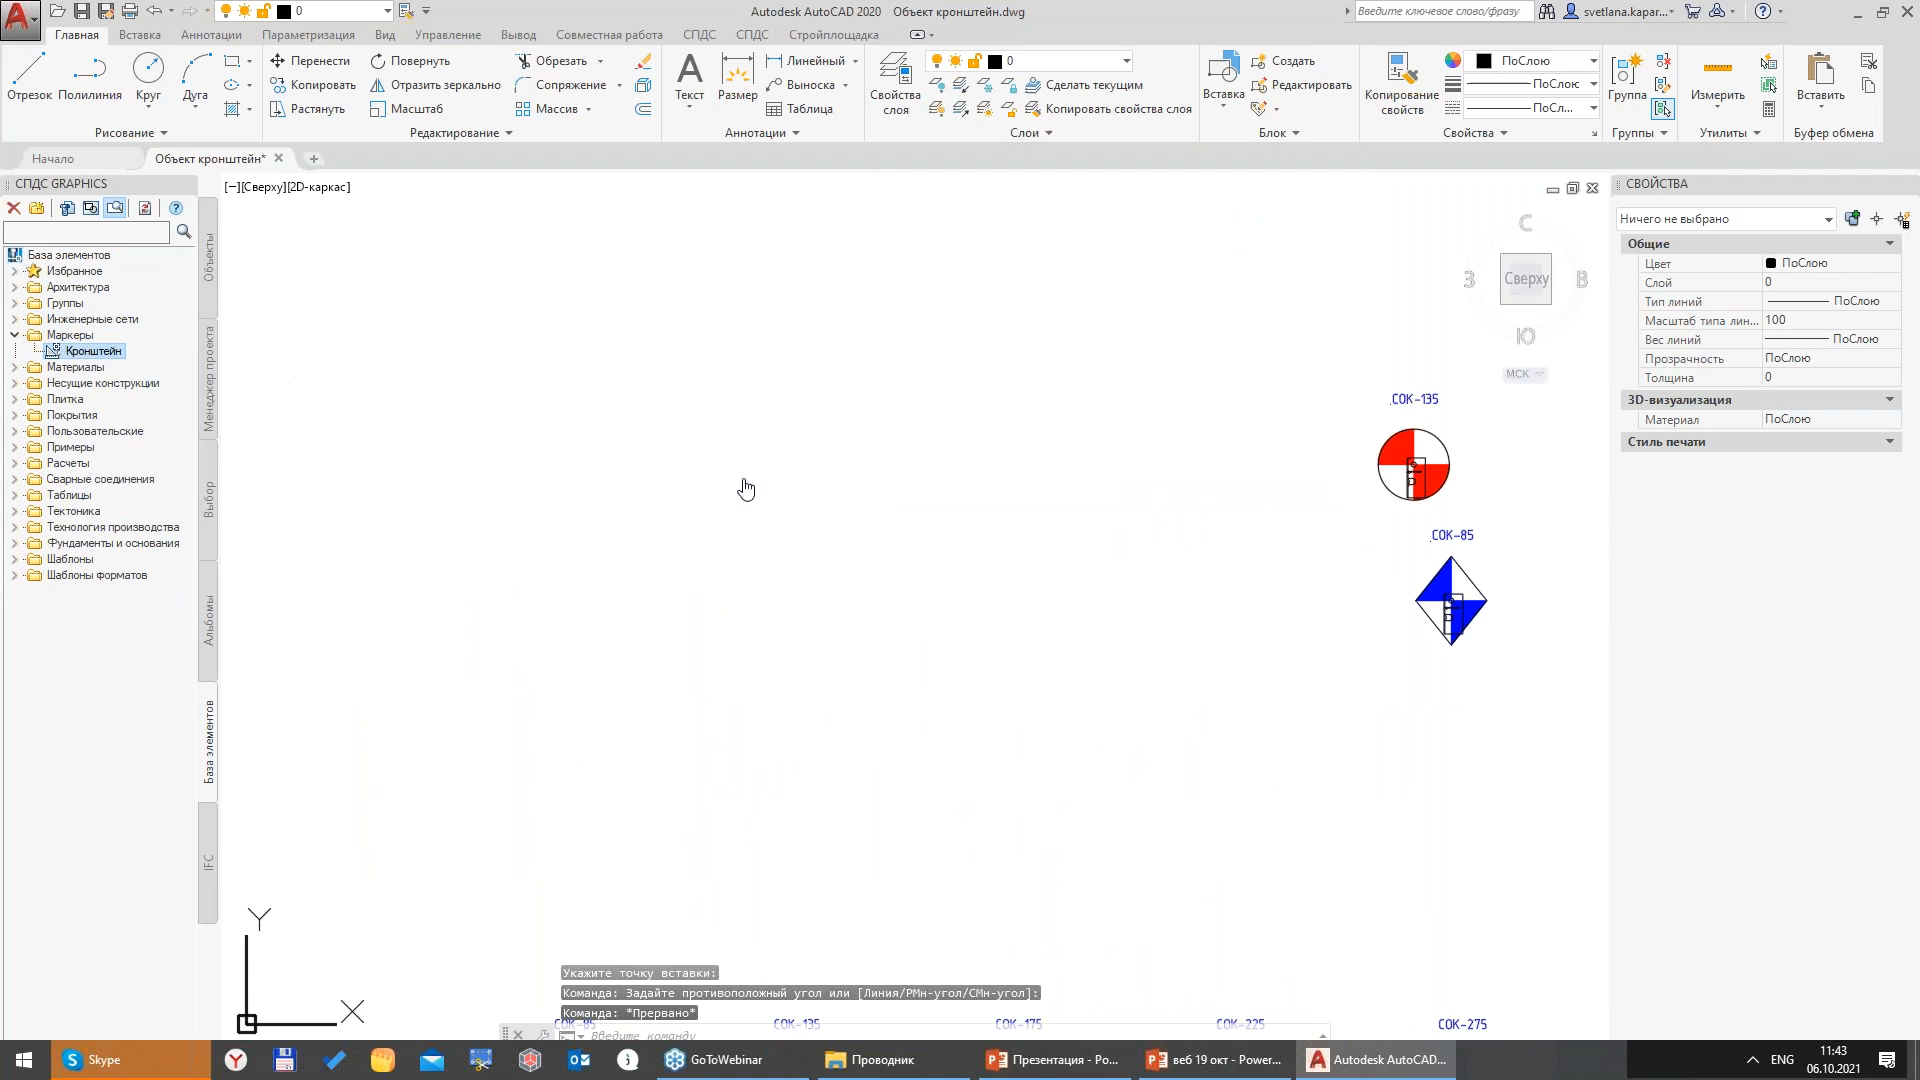 0
Autodesk AutoCAD 2020 Объект кронштейн.dwg
Введите ключевое слово/фразу
svetlana.kapar...
Главная Вставка Аннотации Параметризация Вид Управление Вывод Совместная работа СПДС СПДС Стройплощадка
Отрезок Полилиния Круг Дуга
Перенести Повернуть Обрезать
Копировать Отразить зеркально Сопряжение
Растянуть Масштаб Массив
Текст Размер
Линейный
Выноска
Таблица
Свойства слоя
0
Сделать текущим
Копировать свойства слоя
Вставка
Создать
Редактировать
Копирование свойств
ПоСлою
ПоСлою
ПоСл...
Группа
Измерить
Вставить
Рисование Редактирование Аннотации Слои Блок Свойства Группы Утилиты Буфер обмена
Начало Объект кронштейн*
СПДС GRAPHICS
База элементов
Избранное
Архитектура
Группы
Инженерные сети
Маркеры
Кронштейн
Материалы
Несущие конструкции
Плитка
Покрытия
Пользовательские
Примеры
Расчеты
Сварные соединения
Таблицы
Тектоника
Технология производства
Фундаменты и основания
Шаблоны
Шаблоны форматов
Объекты
Менеджер проекта
Выбор
Альбомы
База элементов
IFC
[−][Сверху][2D-каркас]
С
З Сверху В
Ю
МСК
СОК-135
СОК-85
Y
X
Укажите точку вставки:
Команда: Задайте противоположный угол или [Линия/РМн-угол/СМн-угол]:
Команда: *Прервано*
Введите команду
СОК-85 СОК-135 СОК-175 СОК-225 СОК-275
СВОЙСТВА
Ничего не выбрано
Общие
Цвет ПоСлою
Слой 0
Тип линий ПоСлою
Масштаб типа лин... 100
Вес линий ПоСлою
Прозрачность ПоСлою
Толщина 0
3D-визуализация
Материал ПоСлою
Стиль печати
Skype
GoToWebinar
Проводник
Презентация - Po...
веб 19 окт - Power...
Autodesk AutoCAD...
ENG
11:43
06.10.2021